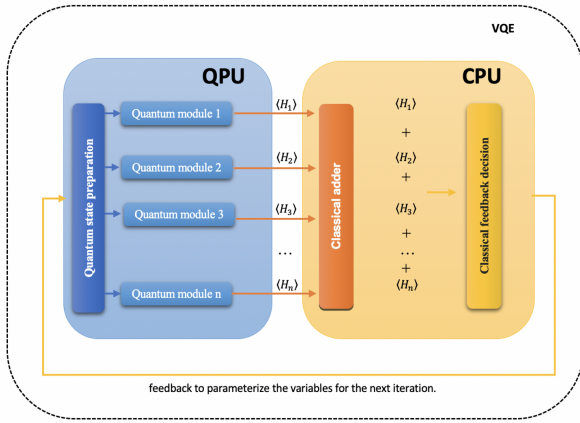 VQE
QPU
CPU
Quantum state preparation
Quantum module 1
Quantum module 2
Quantum module 3
Quantum module n
⟨H₁⟩
⟨H₂⟩
⟨H₃⟩
...
⟨Hₙ⟩
Classical adder
⟨H₁⟩
+
⟨H₂⟩
+
⟨H₃⟩
+
...
+
⟨Hₙ⟩
Classical feedback decision
feedback to parameterize the variables for the next iteration.